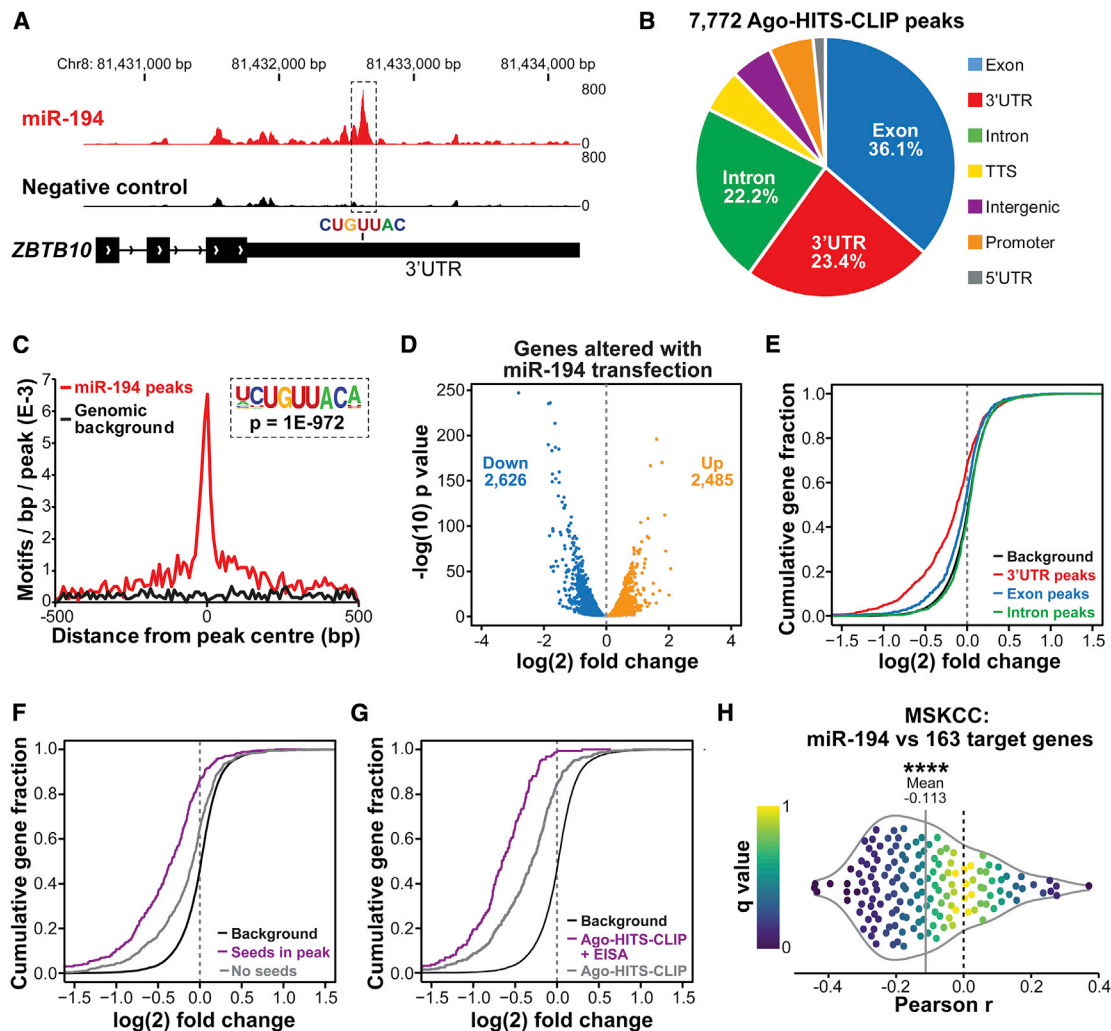 A
Chr8: 81,431,000 bp 81,432,000 bp 81,433,000 bp 81,434,000 bp
800
miR-194
0
800
Negative control
0
CUGUUAC
ZBTB10
3'UTR
B
7,772 Ago-HITS-CLIP peaks
Exon
36.1%
3'UTR
23.4%
Intron
22.2%
Exon
3'UTR
Intron
TTS
Intergenic
Promoter
5'UTR
C
Motifs / bp / peak (E-3)
7
6
5
4
3
2
1
0
miR-194 peaks
Genomic
background
UCUGUUACA
p = 1E-972
-500 0 500
Distance from peak centre (bp)
D
Genes altered with
miR-194 transfection
-log(10) p value
250
200
150
100
50
0
Down
2,626
Up
2,485
-4 -2 0 2 4
log(2) fold change
E
Cumulative gene fraction
1.0
0.8
0.6
0.4
0.2
0.0
Background
3'UTR peaks
Exon peaks
Intron peaks
-1.5 -1.0 -0.5 0.0 0.5 1.0 1.5
log(2) fold change
F
Cumulative gene fraction
1.0
0.8
0.6
0.4
0.2
0.0
Background
Seeds in peak
No seeds
-1.5 -1.0 -0.5 0.0 0.5 1.0 1.5
log(2) fold change
G
Cumulative gene fraction
1.0
0.8
0.6
0.4
0.2
0.0
Background
Ago-HITS-CLIP
+ EISA
Ago-HITS-CLIP
-1.5 -1.0 -0.5 0.0 0.5 1.0 1.5
log(2) fold change
H
MSKCC:
miR-194 vs 163 target genes
****
Mean
-0.113
q value
1
0
-0.4 -0.2 0.0 0.2 0.4
Pearson r